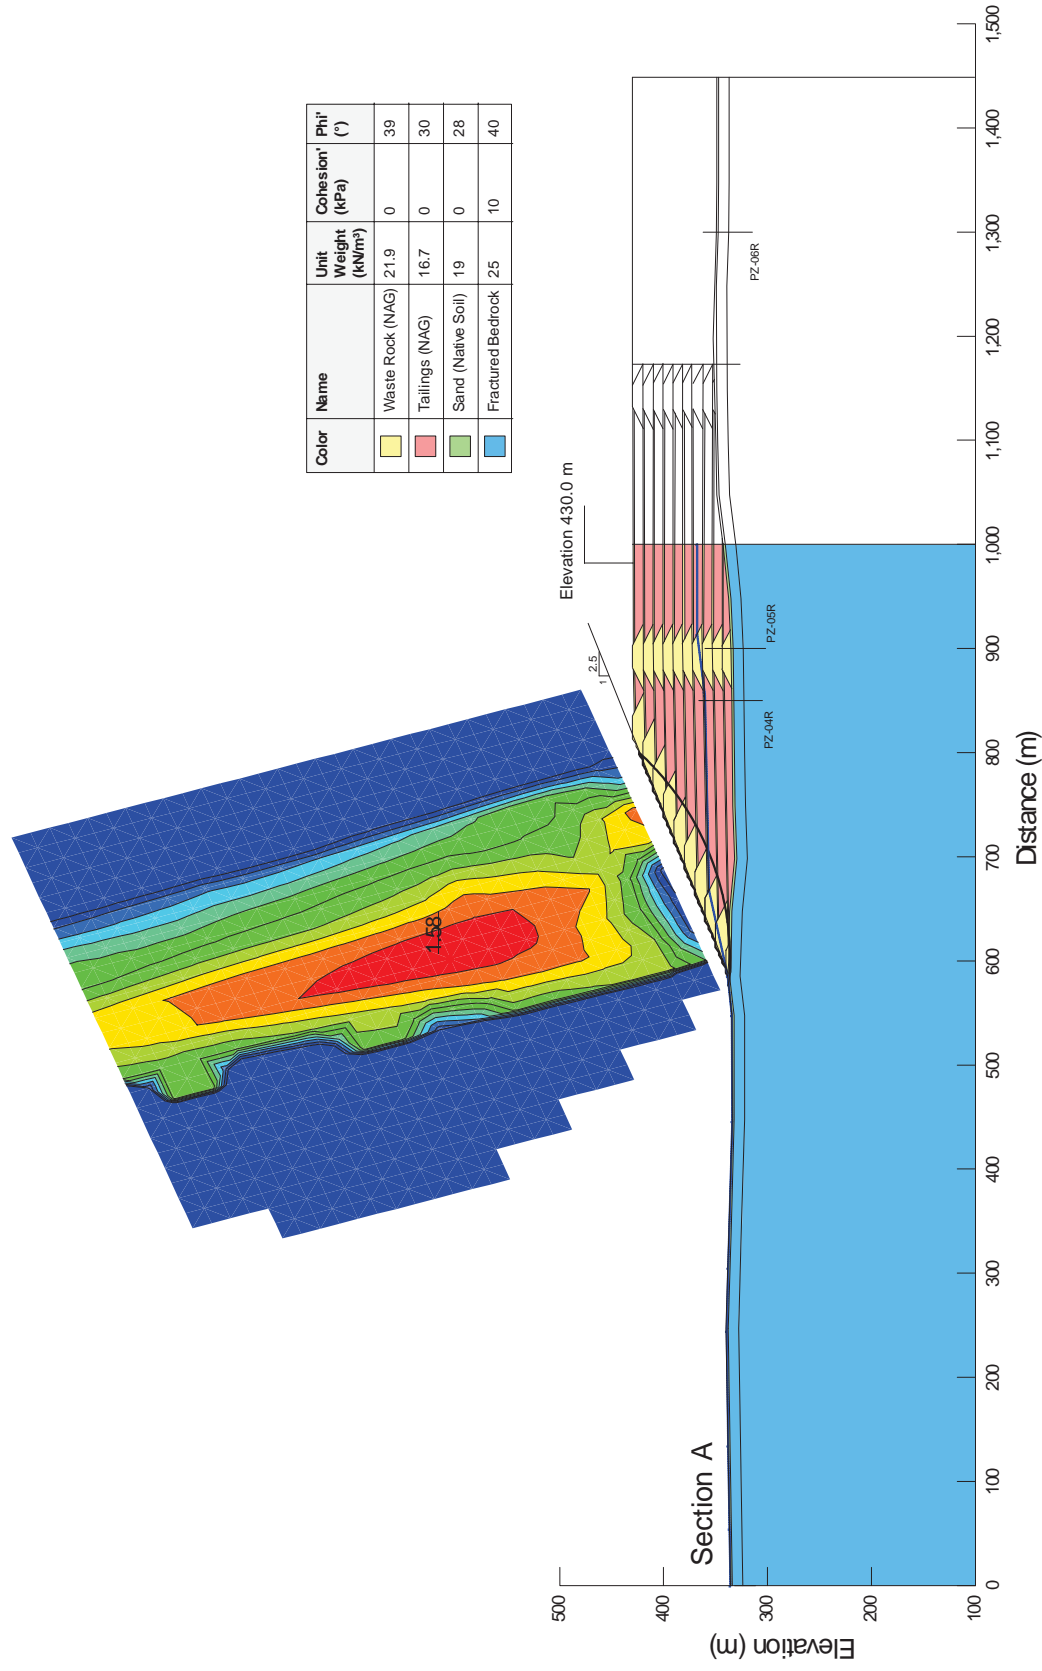 Color Name Unit Weight (kN/m³) Cohesion' (kPa) Phi' (°)
Waste Rock (NAG) 21.9 0 39
Tailings (NAG) 16.7 0 30
Sand (Native Soil) 19 0 28
Fractured Bedrock 25 10 40
1.58
Elevation 430.0 m
1
2.5
Section A
PZ-04R
PZ-05R
PZ-06R
Elevation (m)
500
400
300
200
100
0 100 200 300 400 500 600 700 800 900 1,000 1,100 1,200 1,300 1,400 1,500
Distance (m)